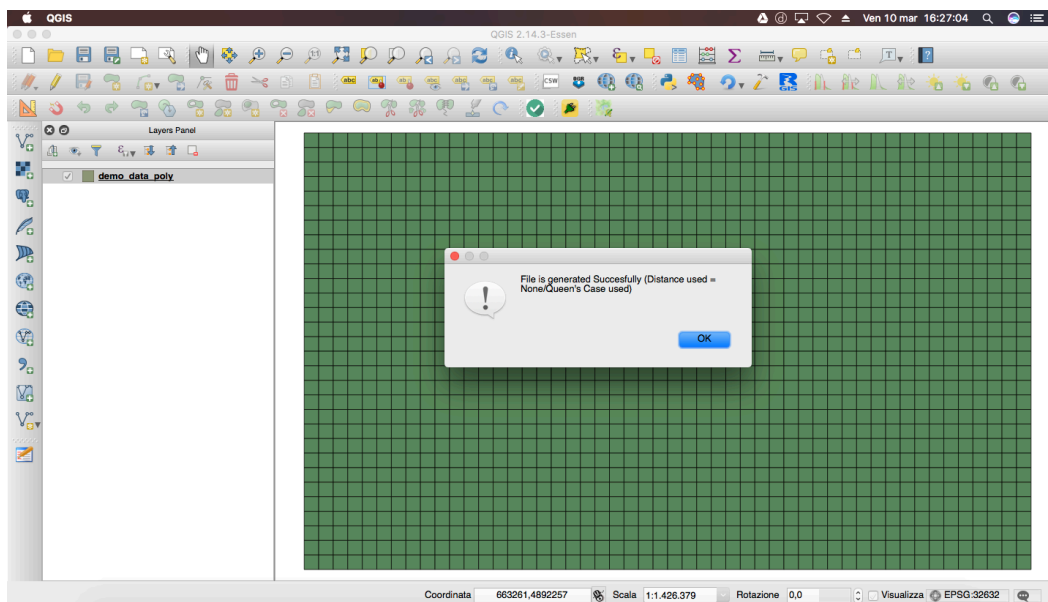 QGIS
Ven 10 mar 16:27:04
QGIS 2.14.3-Essen
Layers Panel
demo_data_poly
File is generated Succesfully (Distance used =
None/Queen's Case used)
OK
Coordinata 663261,4892257 Scala 1:1.426.379 Rotazione 0,0 Visualizza EPSG:32632